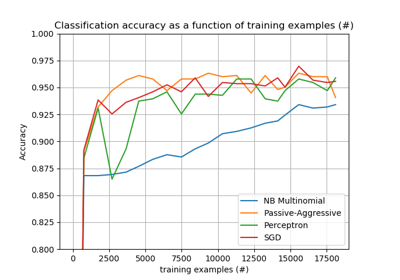 Classification accuracy as a function of training examples (#)
1.000
0.975
0.950
0.925
0.900
0.875
0.850
0.825
0.800
Accuracy
NB Multinomial
Passive-Aggressive
Perceptron
SGD
0 2500 5000 7500 10000 12500 15000 17500
training examples (#)